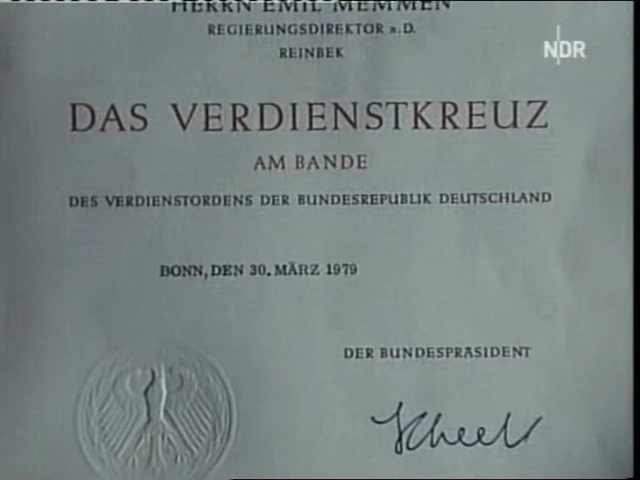 HERRN EMIL MEMMEN
REGIERUNGSDIREKTOR a.D.
REINBEK
NDR
DAS VERDIENSTKREUZ
AM BANDE
DES VERDIENSTORDENS DER BUNDESREPUBLIK DEUTSCHLAND
BONN, DEN 30. MÄRZ 1979
DER BUNDESPRÄSIDENT
Scheel